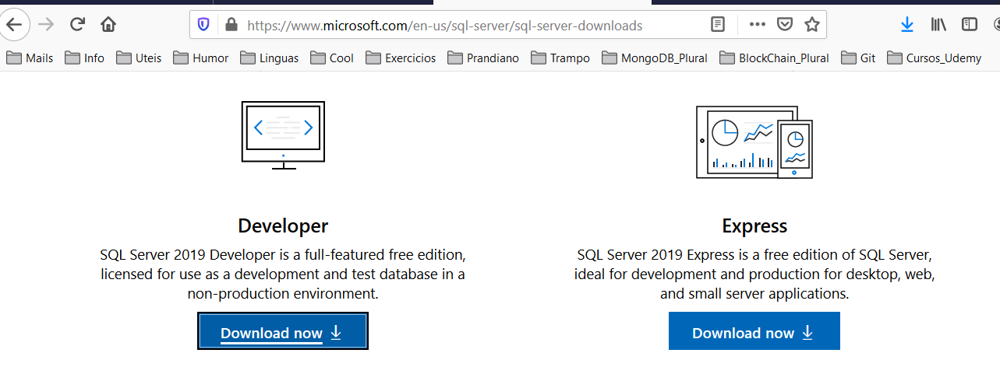 https://www.microsoft.com/en-us/sql-server/sql-server-downloads
Mails Info Uteis Humor Linguas Cool Exercicios Prandiano Trampo MongoDB_Plural BlockChain_Plural Git Cursos_Udemy
Developer
SQL Server 2019 Developer is a full-featured free edition,
licensed for use as a development and test database in a
non-production environment.
Download now
Express
SQL Server 2019 Express is a free edition of SQL Server,
ideal for development and production for desktop, web,
and small server applications.
Download now